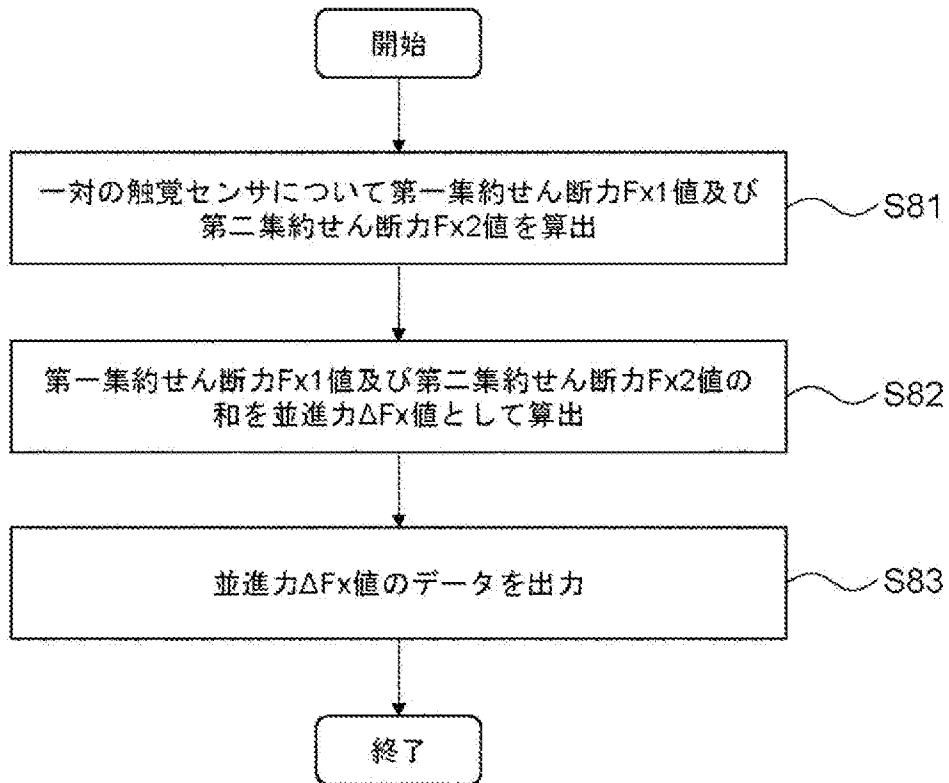 開始
一対の触覚センサについて第一集約せん断力Fx1値及び
第二集約せん断力Fx2値を算出
S81
第一集約せん断力Fx1値及び第二集約せん断力Fx2値の
和を並進力ΔFx値として算出
S82
並進力ΔFx値のデータを出力
S83
終了